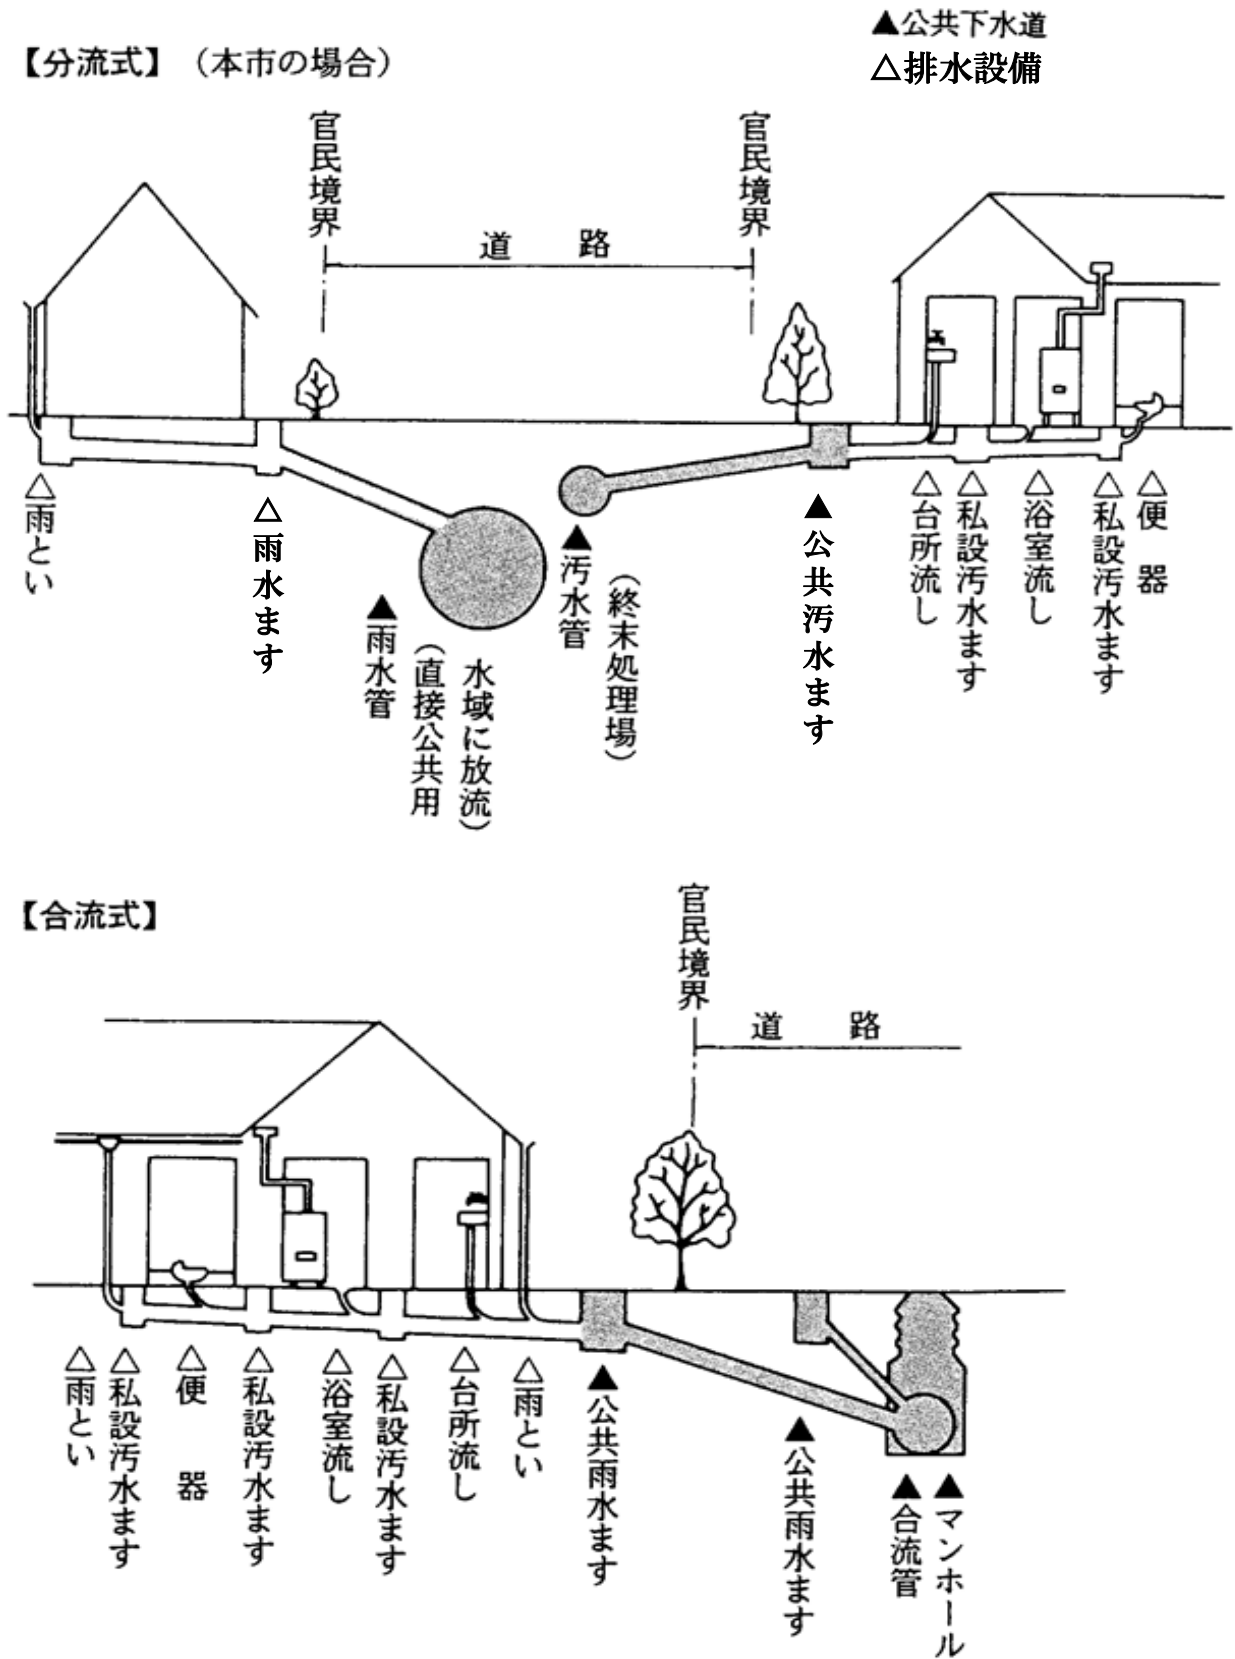 ▲公共下水道
△排水設備
【分流式】（本市の場合）
官民境界
官民境界
道　路
△雨とい
△雨水ます
▲雨水管
（直接公共用
水域に放流）
▲汚水管
（終末処理場）
▲公共汚水ます
△台所流し
△私設汚水ます
△浴室流し
△私設汚水ます
△便　器
【合流式】
官民境界
道　路
△雨とい
△私設汚水ます
△便　器
△私設汚水ます
△浴室流し
△私設汚水ます
△台所流し
△雨とい
▲公共雨水ます
▲公共雨水ます
▲合流管
▲マンホール